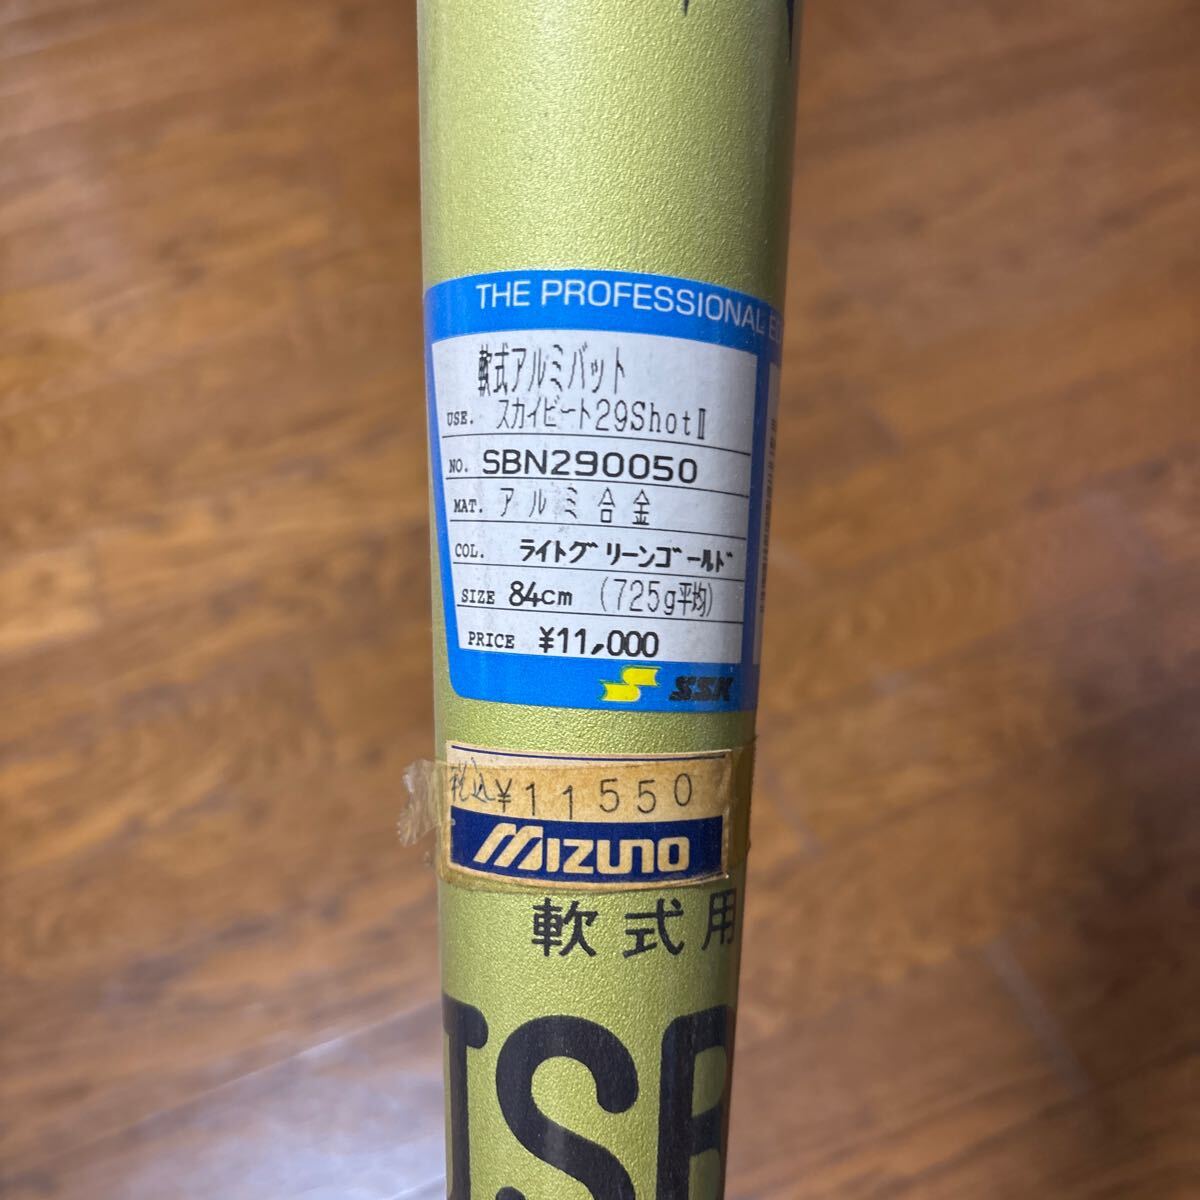 THE PROFESSIONAL
軟式アルミバット
USE. スカイビート29ShotⅡ
NO. SBN290050
MAT. アルミ合金
COL. ライトグリーンゴールド
SIZE 84cm (725g平均)
PRICE ¥11,000
SSK
税込¥11550
MIZUNO
軟式用
JSB